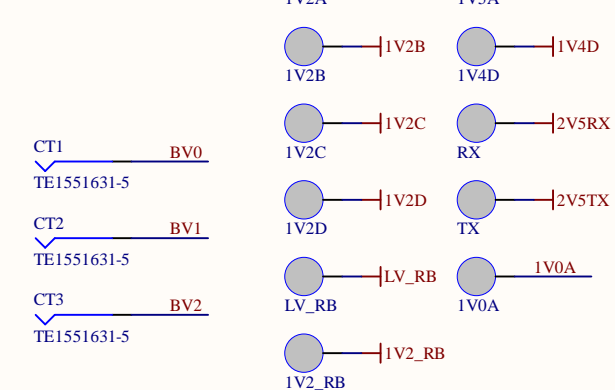 1V2A
1V2B
1V2B
1V4D
1V4D
CT1
BV0
TE1551631-5
1V2C
1V2C
2V5RX
RX
CT2
BV1
TE1551631-5
1V2D
1V2D
2V5TX
TX
CT3
BV2
TE1551631-5
LV_RB
LV_RB
1V0A
1V0A
1V2_RB
1V2_RB